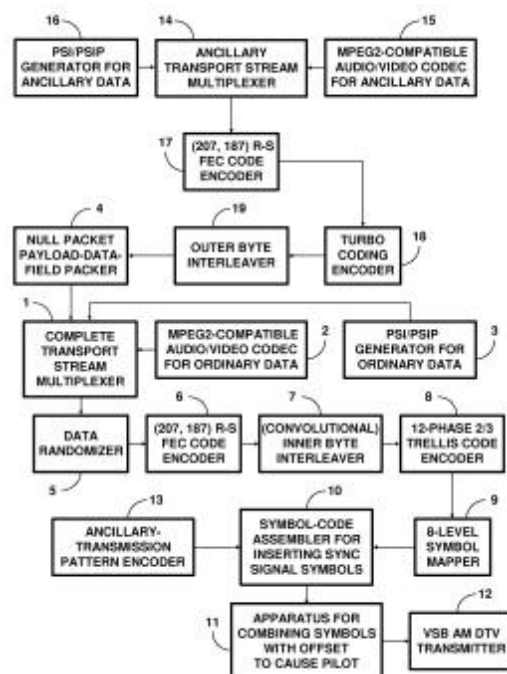 16
14
15
PSI/PSIP
GENERATOR FOR
ANCILLARY DATA
ANCILLARY
TRANSPORT STREAM
MULTIPLEXER
MPEG2-COMPATIBLE
AUDIO/VIDEO CODEC
FOR ANCILLARY DATA
17
(207, 187) R-S
FEC CODE
ENCODER
4
19
NULL PACKET
PAYLOAD-DATA-
FIELD PACKER
OUTER BYTE
INTERLEAVER
TURBO
CODING
ENCODER
18
1
COMPLETE
TRANSPORT
STREAM
MULTIPLEXER
MPEG2-COMPATIBLE
AUDIO/VIDEO CODEC
FOR ORDINARY DATA
2
PSI/PSIP
GENERATOR FOR
ORDINARY DATA
3
6
7
8
DATA
RANDOMIZER
5
(207, 187) R-S
FEC CODE
ENCODER
(CONVOLUTIONAL)
INNER BYTE
INTERLEAVER
12-PHASE 2/3
TRELLIS CODE
ENCODER
13
10
9
ANCILLARY-
TRANSMISSION
PATTERN ENCODER
SYMBOL-CODE
ASSEMBLER FOR
INSERTING SYNC
SIGNAL SYMBOLS
8-LEVEL
SYMBOL
MAPPER
11
12
APPARATUS FOR
COMBINING SYMBOLS
WITH OFFSET
TO CAUSE PILOT
VSB AM DTV
TRANSMITTER